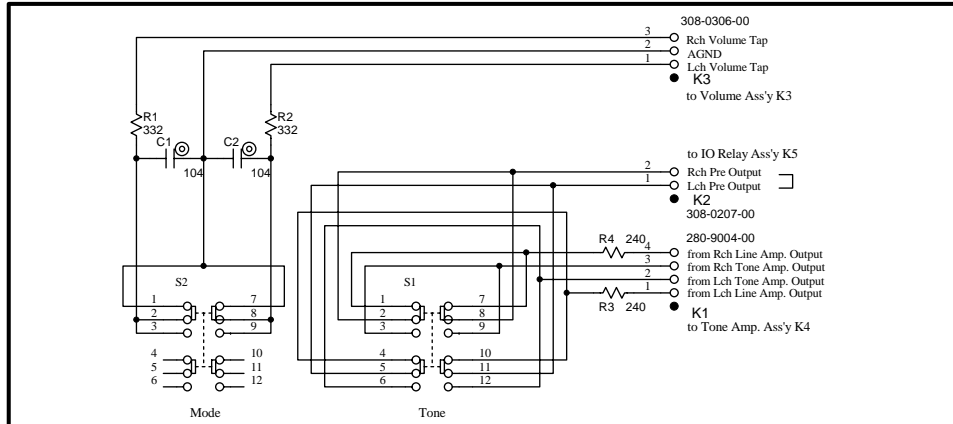 308-0306-00
3 Rch Volume Tap
2 AGND
1 Lch Volume Tap
K3
to Volume Ass'y K3
R1
332
R2
332
C1
104
C2
104
to IO Relay Ass'y K5
2 Rch Pre Output
1 Lch Pre Output
K2
308-0207-00
280-9004-00
R4 240 4 from Rch Line Amp. Output
3 from Rch Tone Amp. Output
2 from Lch Tone Amp. Output
R3 240 1 from Lch Line Amp. Output
K1
to Tone Amp. Ass'y K4
S2
1 7
2 8
3 9
4 10
5 11
6 12
Mode
S1
1 7
2 8
3 9
4 10
5 11
6 12
Tone